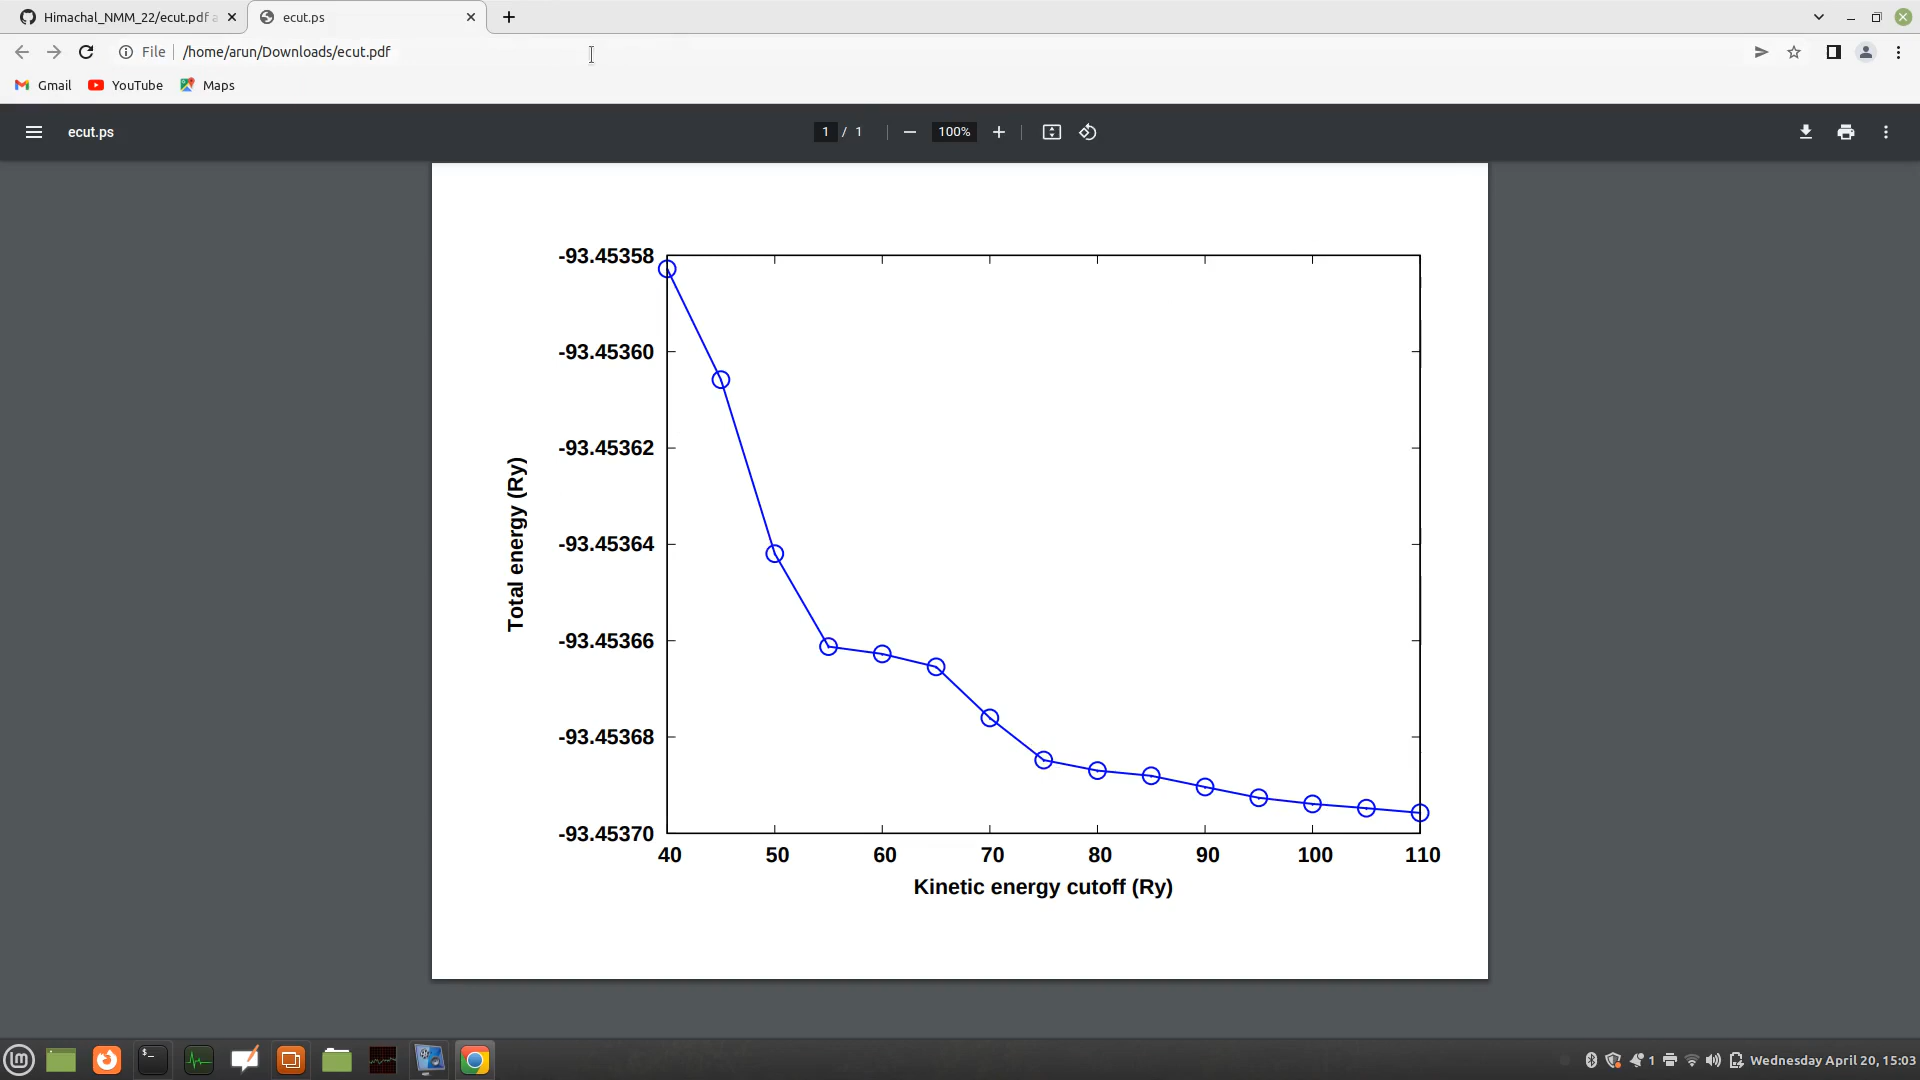 Himachal_NMM_22/ecut.pdf a
ecut.ps
File
/home/arun/Downloads/ecut.pdf
Gmail
YouTube
Maps
ecut.ps
1 / 1
100%
-93.45358
-93.45360
-93.45362
-93.45364
-93.45366
-93.45368
-93.45370
Total energy (Ry)
40 50 60 70 80 90 100 110
Kinetic energy cutoff (Ry)
1
Wednesday April 20, 15:03